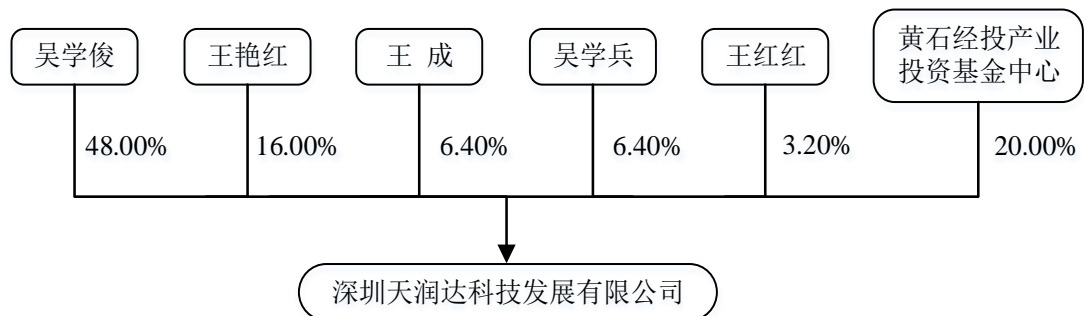 吴学俊
王艳红
王 成
吴学兵
王红红
黄石经投产业
投资基金中心
48.00%
16.00%
6.40%
6.40%
3.20%
20.00%
深圳天润达科技发展有限公司